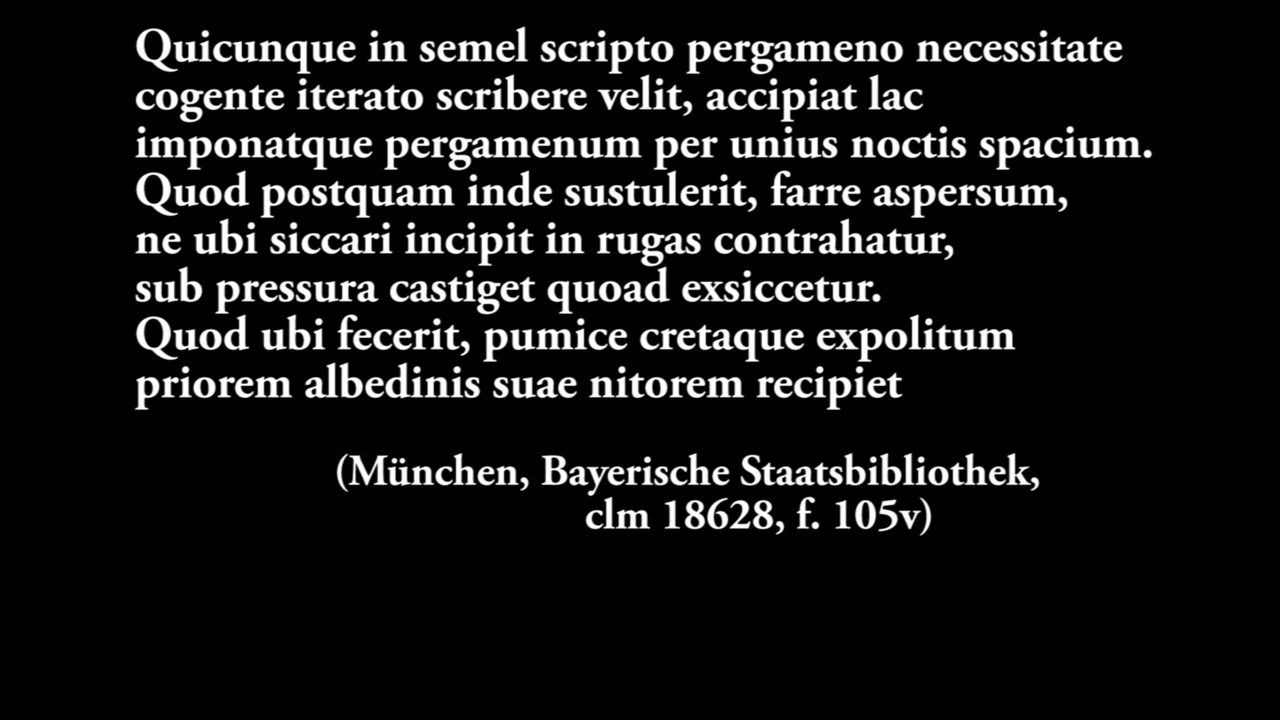 Quicunque in semel scripto pergameno necessitate
cogente iterato scribere velit, accipiat lac
imponatque pergamenum per unius noctis spacium.
Quod postquam inde sustulerit, farre aspersum,
ne ubi siccari incipit in rugas contrahatur,
sub pressura castiget quoad exsiccetur.
Quod ubi fecerit, pumice cretaque expolitum
priorem albedinis suae nitorem recipiet
(München, Bayerische Staatsbibliothek,
clm 18628, f. 105v)